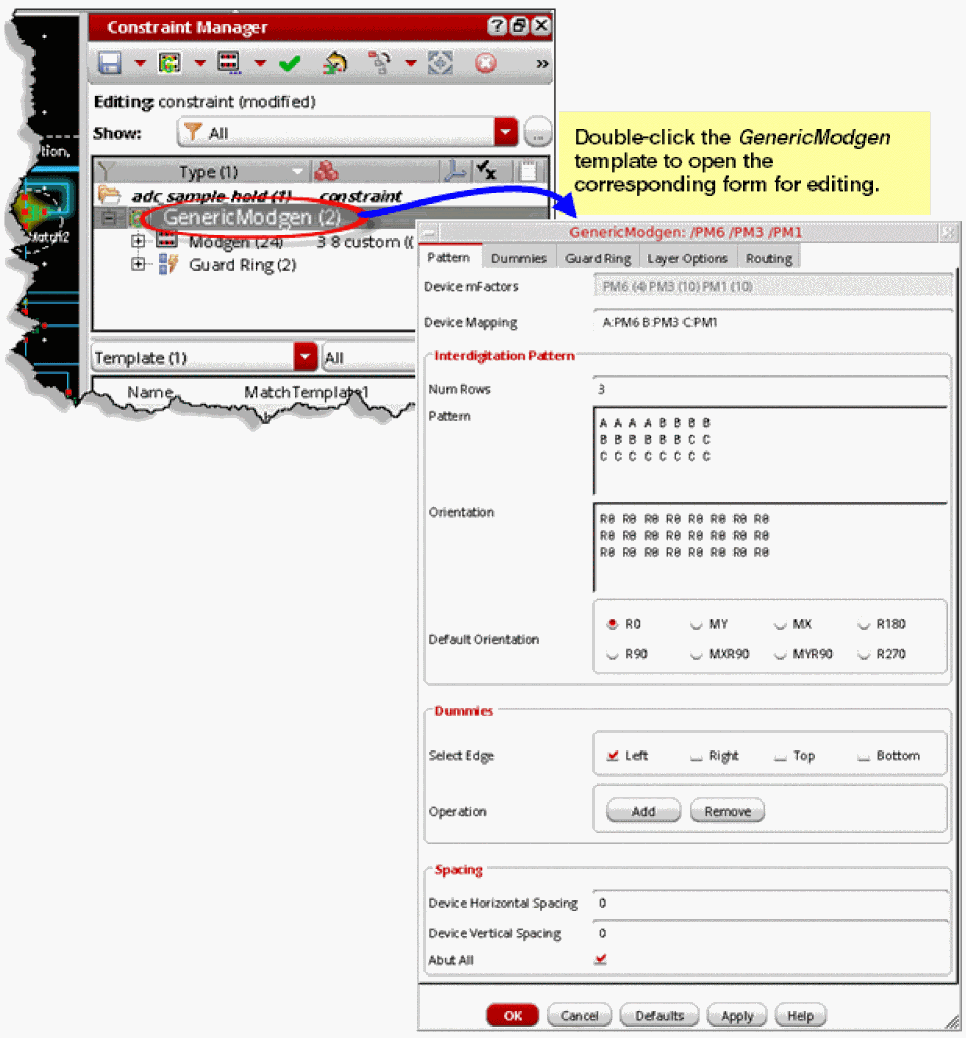 Constraint Manager
Editing: constraint (modified)
Show: All ...
Type (1)
adc_sample_hold (1) constraint
GenericModgen (2)
Modgen (24) 3 8 custom ((
Guard Ring (2)
Template (1) All
Name MatchTemplate1
tion,
Match2
Double-click the GenericModgen
template to open the
corresponding form for editing.
GenericModgen: /PM6 /PM3 /PM1
Pattern Dummies Guard Ring Layer Options Routing
Device mFactors PM6 (4) PM3 (10) PM1 (10)
Device Mapping A:PM6 B:PM3 C:PM1
Interdigitation Pattern
Num Rows 3
Pattern
A A A A B B B B
B B B B B B C C
C C C C C C C C
Orientation
R0 R0 R0 R0 R0 R0 R0 R0
R0 R0 R0 R0 R0 R0 R0 R0
R0 R0 R0 R0 R0 R0 R0 R0
Default Orientation
R0 MY MX R180
R90 MXR90 MYR90 R270
Dummies
Select Edge Left Right Top Bottom
Operation Add Remove
Spacing
Device Horizontal Spacing 0
Device Vertical Spacing 0
Abut All
OK Cancel Defaults Apply Help